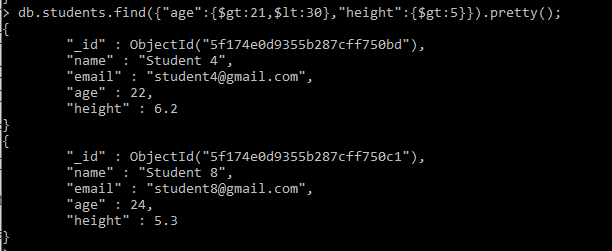 > db.students.find({"age":{$gt:21,$lt:30},"height":{$gt:5}}).pretty();
{
"_id" : ObjectId("5f174e0d9355b287cff750bd"),
"name" : "Student 4",
"email" : "student4@gmail.com",
"age" : 22,
"height" : 6.2
}
{
"_id" : ObjectId("5f174e0d9355b287cff750c1"),
"name" : "Student 8",
"email" : "student8@gmail.com",
"age" : 24,
"height" : 5.3
}